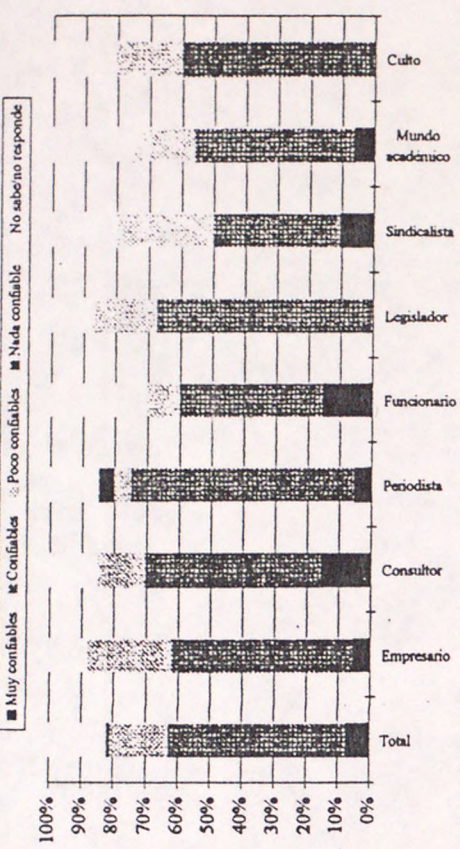 Muy confiables Confiables Poco confiables Nada confiable No sabe/no responde
100%
90%
80%
70%
60%
50%
40%
30%
20%
10%
0%
Total
Empresario
Consultor
Periodista
Funcionario
Legislador
Sindicalista
Mundo
académico
Culto